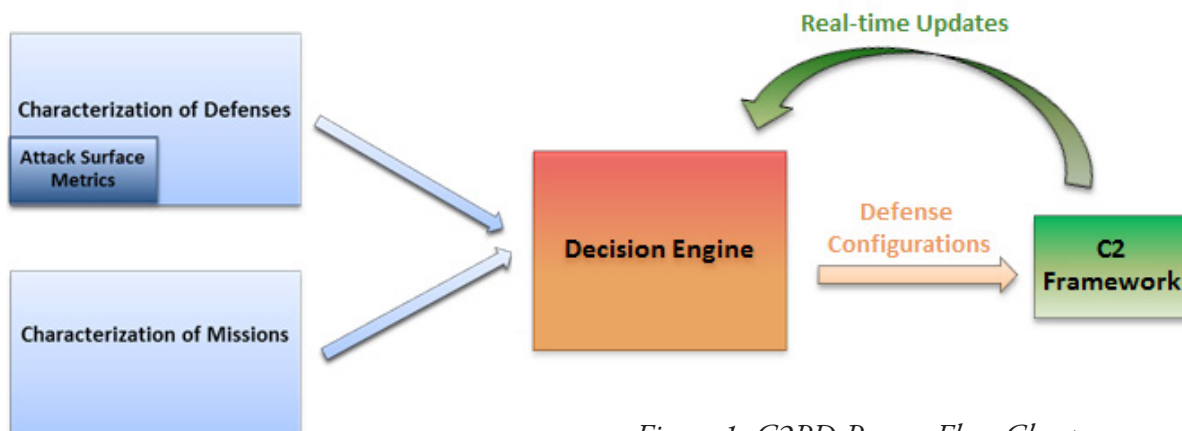 Real-time Updates
Characterization of Defenses
Attack Surface
Metrics
Defense
Configurations
Decision Engine
C2
Framework
Characterization of Missions